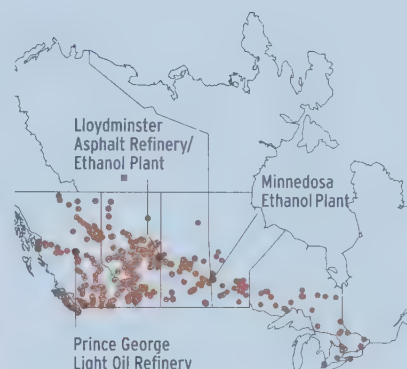 Lloydminster
Asphalt Refinery/
Ethanol Plant
Minnedosa
Ethanol Plant
Prince George
Light Oil Refinery